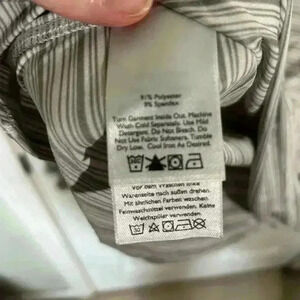 91% Polyester
9% Spandex
Turn Garment Inside Out. Machine
Wash Cold Separately. Use Mild
Detergent. Do Not Bleach. Do
Not Use Fabric Softeners. Tumble
Dry Low. Cool Iron As Desired.
Vor dem Waschen links
Warenseite nach außen drehen.
Mit ähnlichen Farben waschen.
Feinwaschmittel verwenden. Keine
Weichspüler verwenden.
30